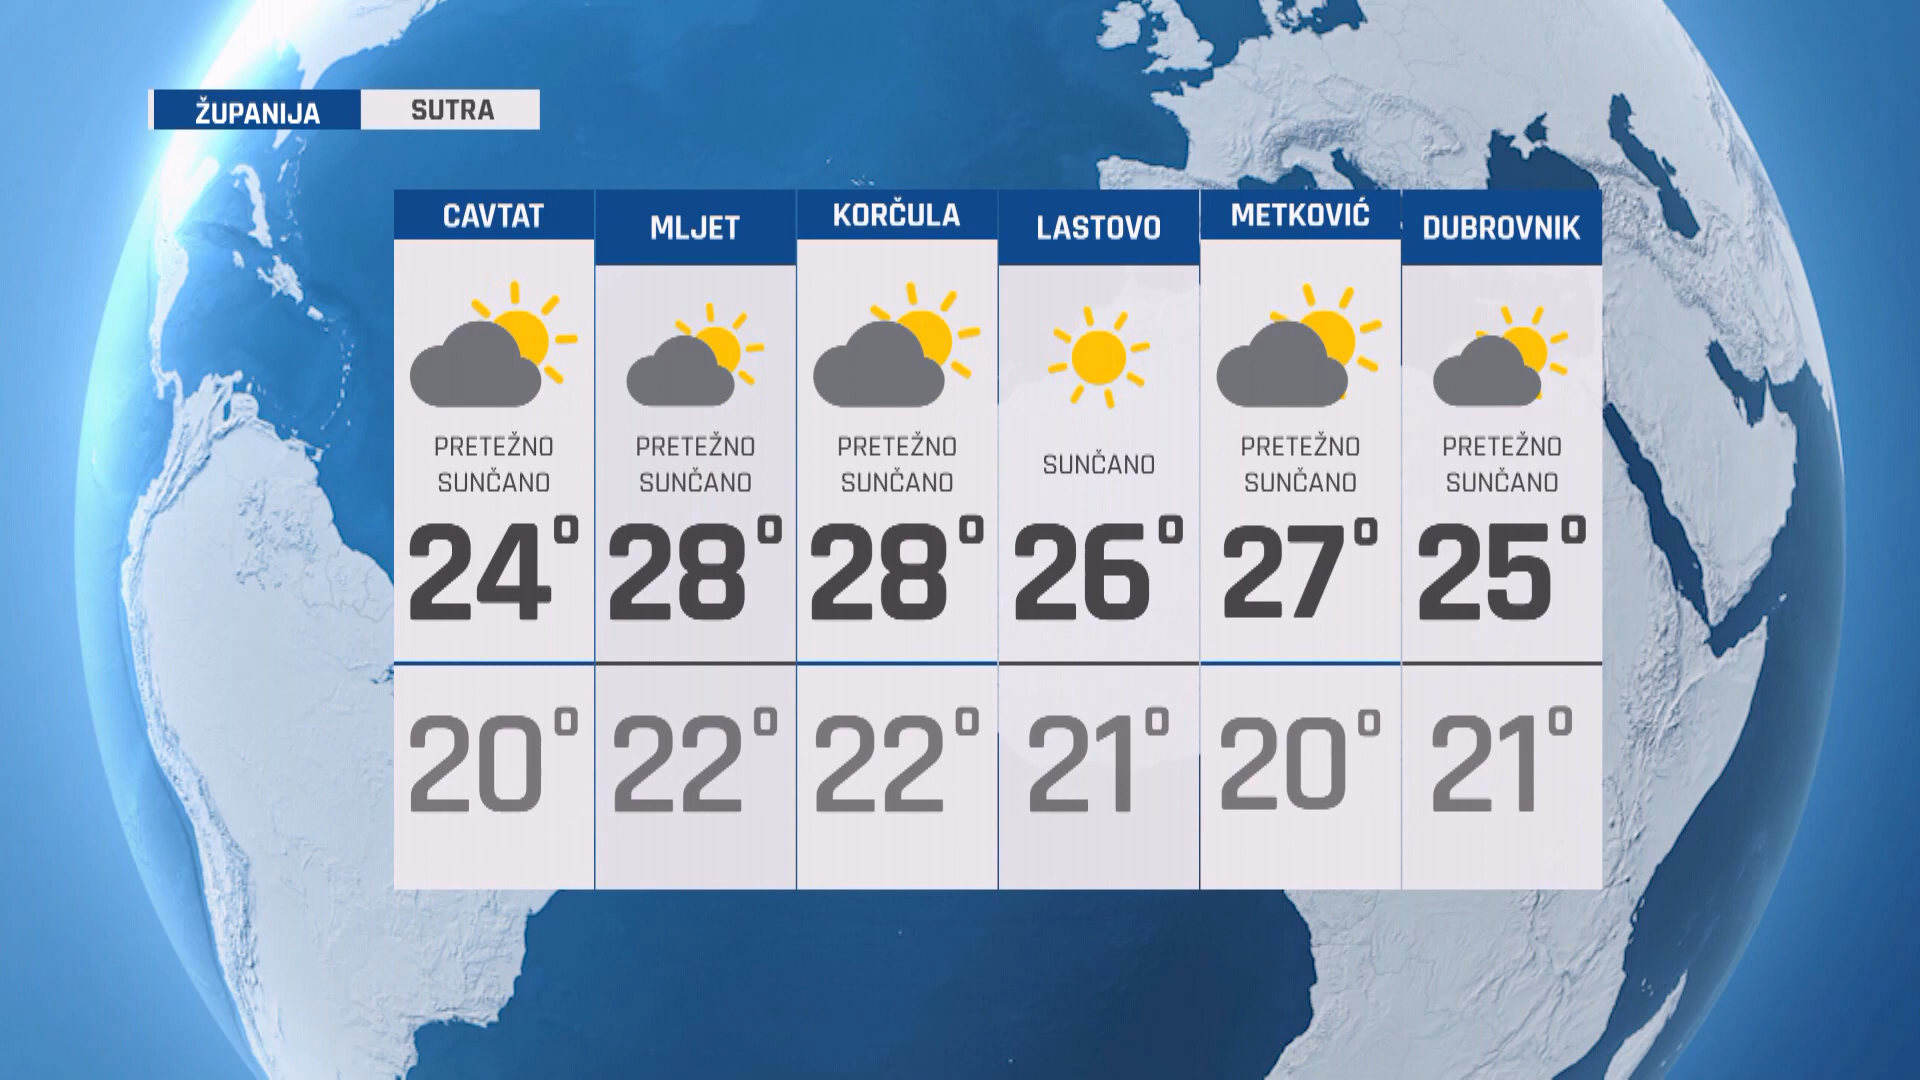 ŽUPANIJA
SUTRA
CAVTAT
PRETEŽNO
SUNČANO
24°
20°
MLJET
PRETEŽNO
SUNČANO
28°
22°
KORČULA
PRETEŽNO
SUNČANO
28°
22°
LASTOVO
SUNČANO
26°
21°
METKOVIĆ
PRETEŽNO
SUNČANO
27°
20°
DUBROVNIK
PRETEŽNO
SUNČANO
25°
21°